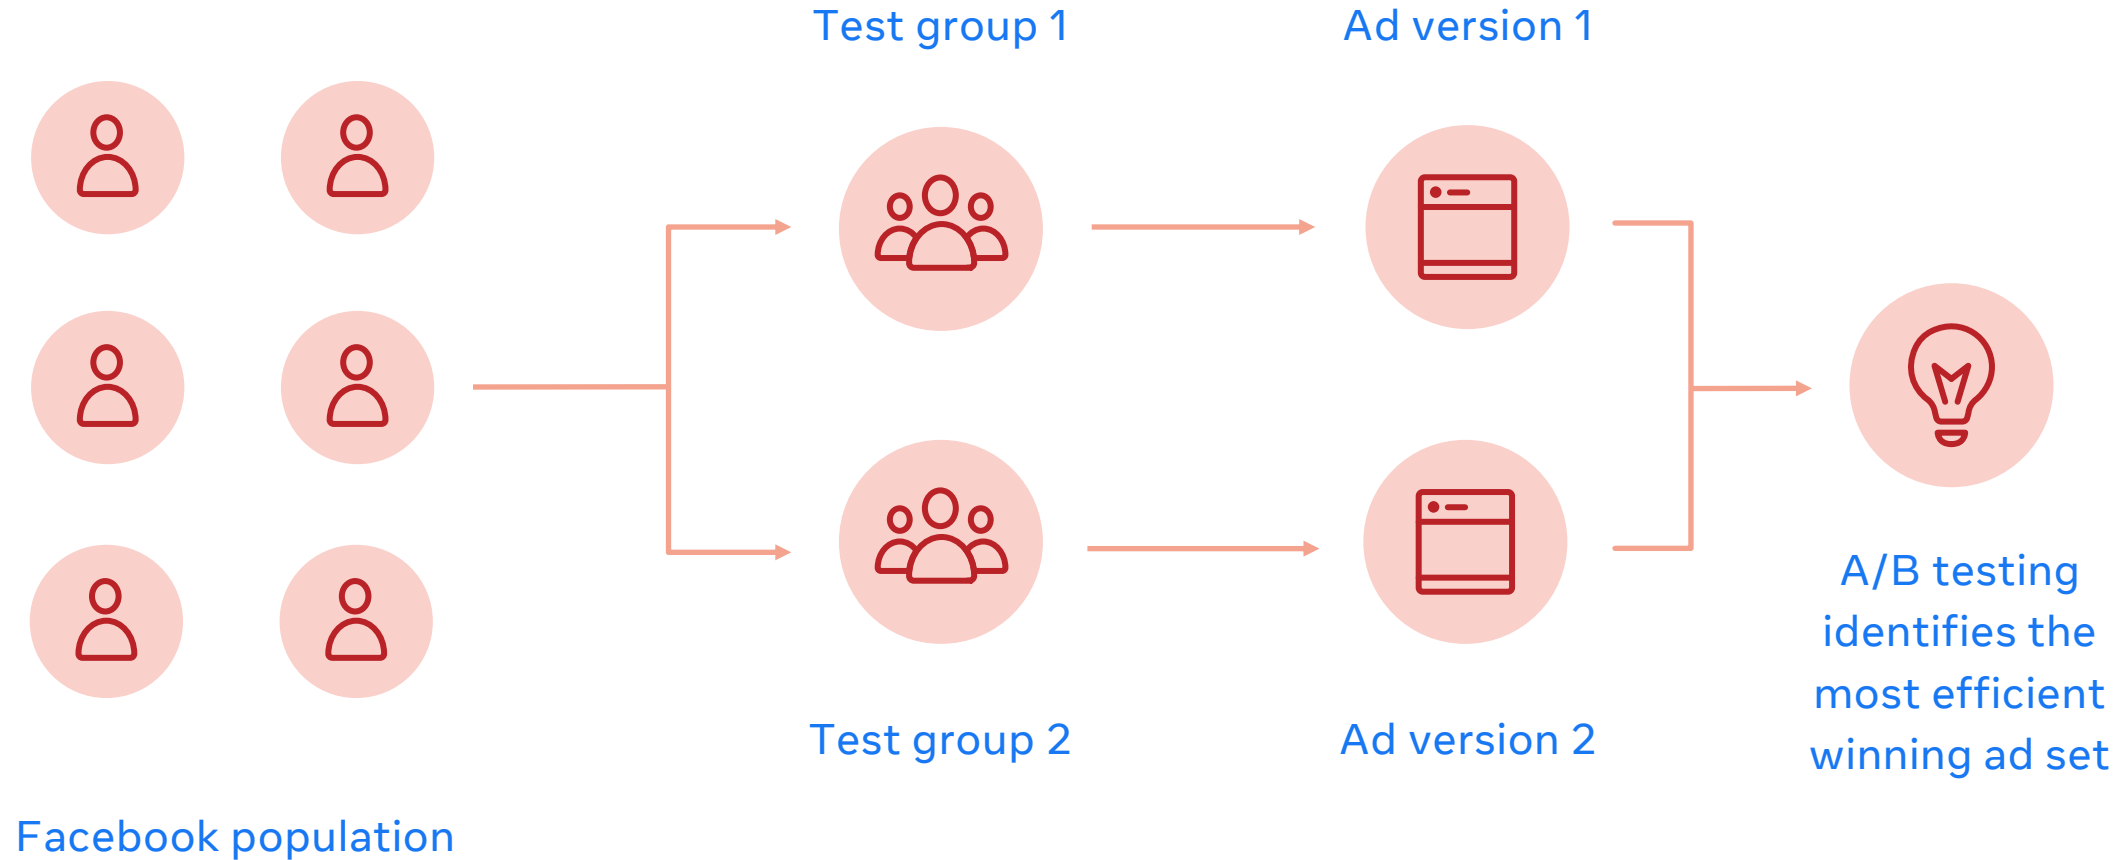 Test group 1
Ad version 1
Test group 2
Ad version 2
A/B testing
identifies the
most efficient
winning ad set
Facebook population